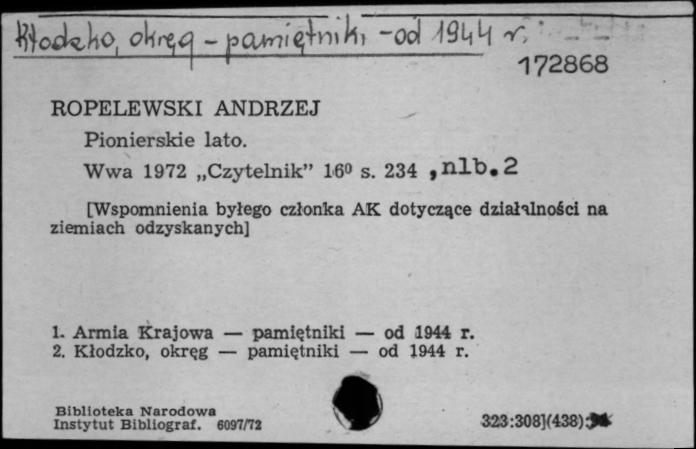 Kłodzko, okręg - pamiętniki - od 1944 r.
172868
ROPELEWSKI ANDRZEJ
Pionierskie lato.
Wwa 1972 „Czytelnik” 16⁰ s. 234 , nlb. 2
[Wspomnienia byłego członka AK dotyczące działalności na
ziemiach odzyskanych]
1. Armia Krajowa — pamiętniki — od 1944 r.
2. Kłodzko, okręg — pamiętniki — od 1944 r.
Biblioteka Narodowa
Instytut Bibliograf. 6097/72
323:308](438):